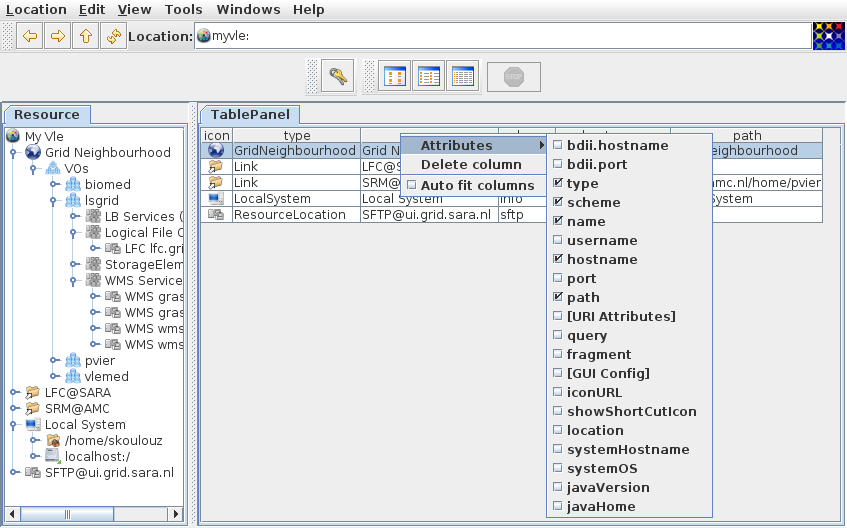 Location Edit View Tools Windows Help
Location: myvle:
STOP
Resource
My Vle
Grid Neighbourhood
VOs
biomed
lsgrid
LB Services (
Logical File C
LFC lfc.gri
StorageElem
WMS Service
WMS gras
WMS gras
WMS wms
WMS wms
pvier
vlemed
LFC@SARA
SRM@AMC
Local System
/home/skoulouz
localhost:/
SFTP@ui.grid.sara.nl
TablePanel
icon type path
GridNeighbourhood Grid N eighbourhood
Link LFC@S
Link SRM@A amc.nl/home/pvier
LocalSystem Local System info System
ResourceLocation SFTP@ui.grid.sara.nl sftp
Attributes
Delete column
Auto fit columns
bdii.hostname
bdii.port
type
scheme
name
username
hostname
port
path
[URI Attributes]
query
fragment
[GUI Config]
iconURL
showShortCutIcon
location
systemHostname
systemOS
javaVersion
javaHome